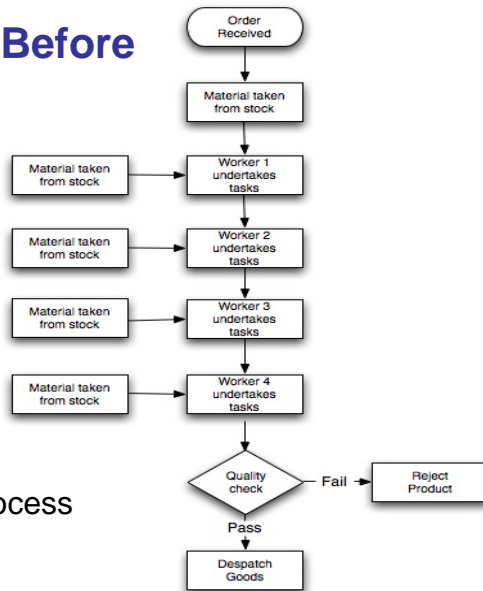 Before
Order
Received
Material taken
from stock
Material taken
from stock
Worker 1
undertakes
tasks
Material taken
from stock
Worker 2
undertakes
tasks
Material taken
from stock
Worker 3
undertakes
tasks
Material taken
from stock
Worker 4
undertakes
tasks
Quality
check
Fail
Reject
Product
ocess
Pass
Despatch
Goods